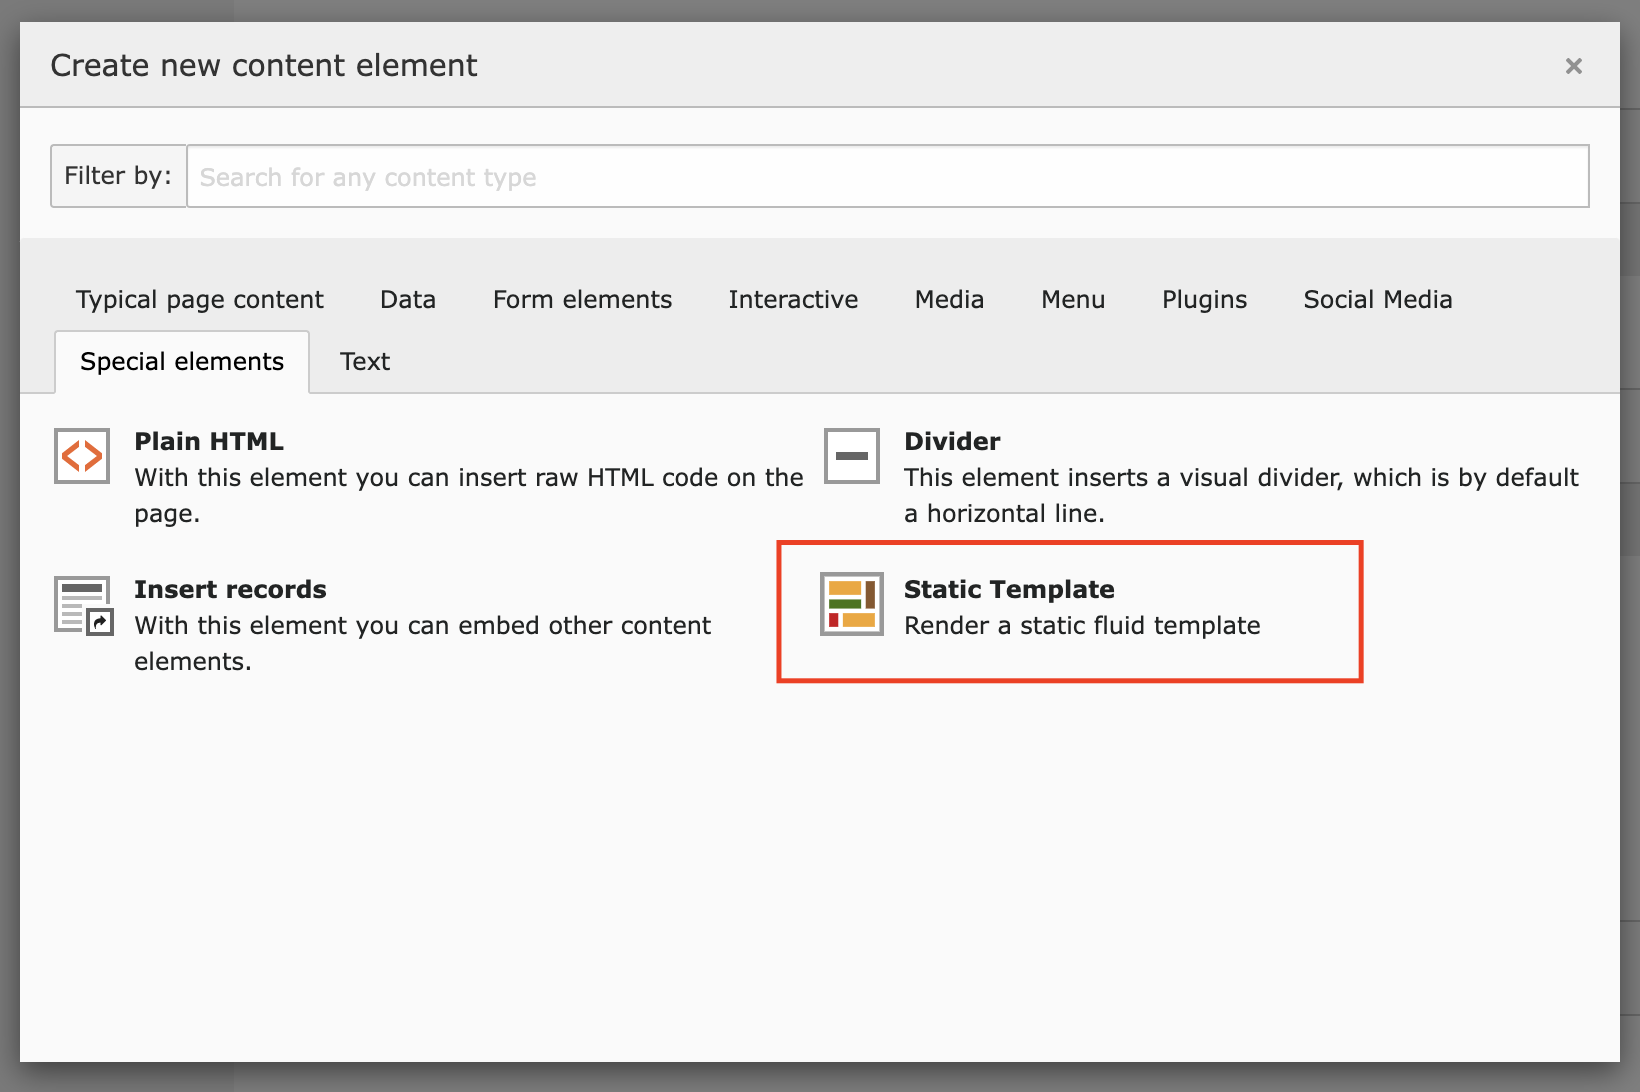 Create new content element
×
Filter by:
Search for any content type
Typical page content Data Form elements Interactive Media Menu Plugins Social Media
Special elements Text
Plain HTML
With this element you can insert raw HTML code on the
page.
Divider
This element inserts a visual divider, which is by default
a horizontal line.
Insert records
With this element you can embed other content
elements.
Static Template
Render a static fluid template